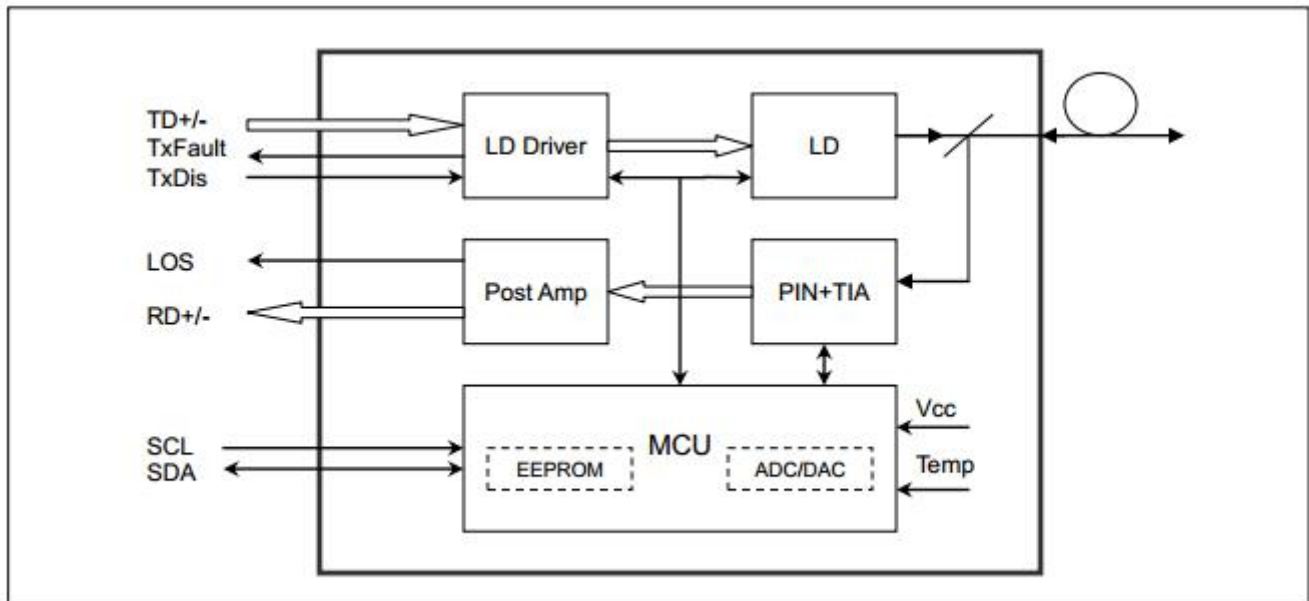 TD+/-
TxFault
TxDis
LD Driver
LD
LOS
RD+/-
Post Amp
PIN+TIA
SCL
SDA
MCU
EEPROM
ADC/DAC
Vcc
Temp